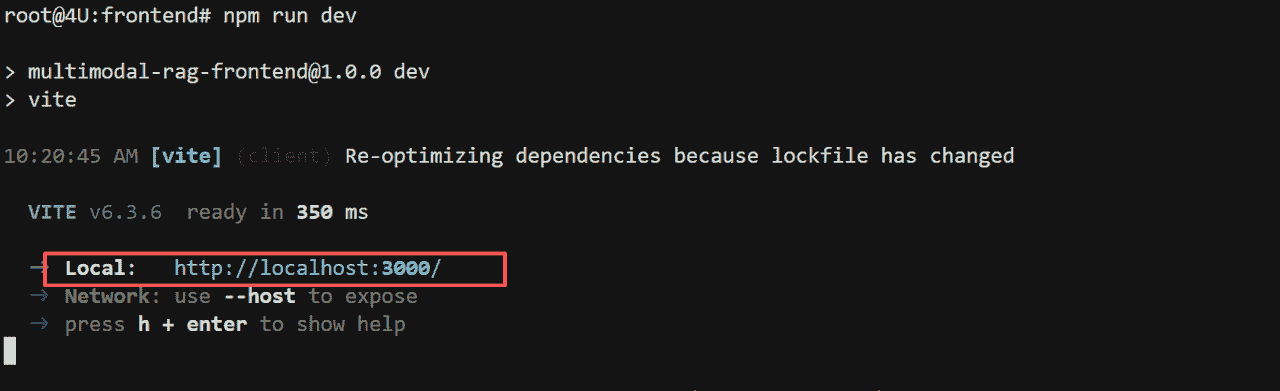 root@4U:frontend# npm run dev
> multimodal-rag-frontend@1.0.0 dev
> vite
10:20:45 AM [vite] (client) Re-optimizing dependencies because lockfile has changed
VITE v6.3.6 ready in 350 ms
→ Local: http://localhost:3000/
→ Network: use --host to expose
→ press h + enter to show help